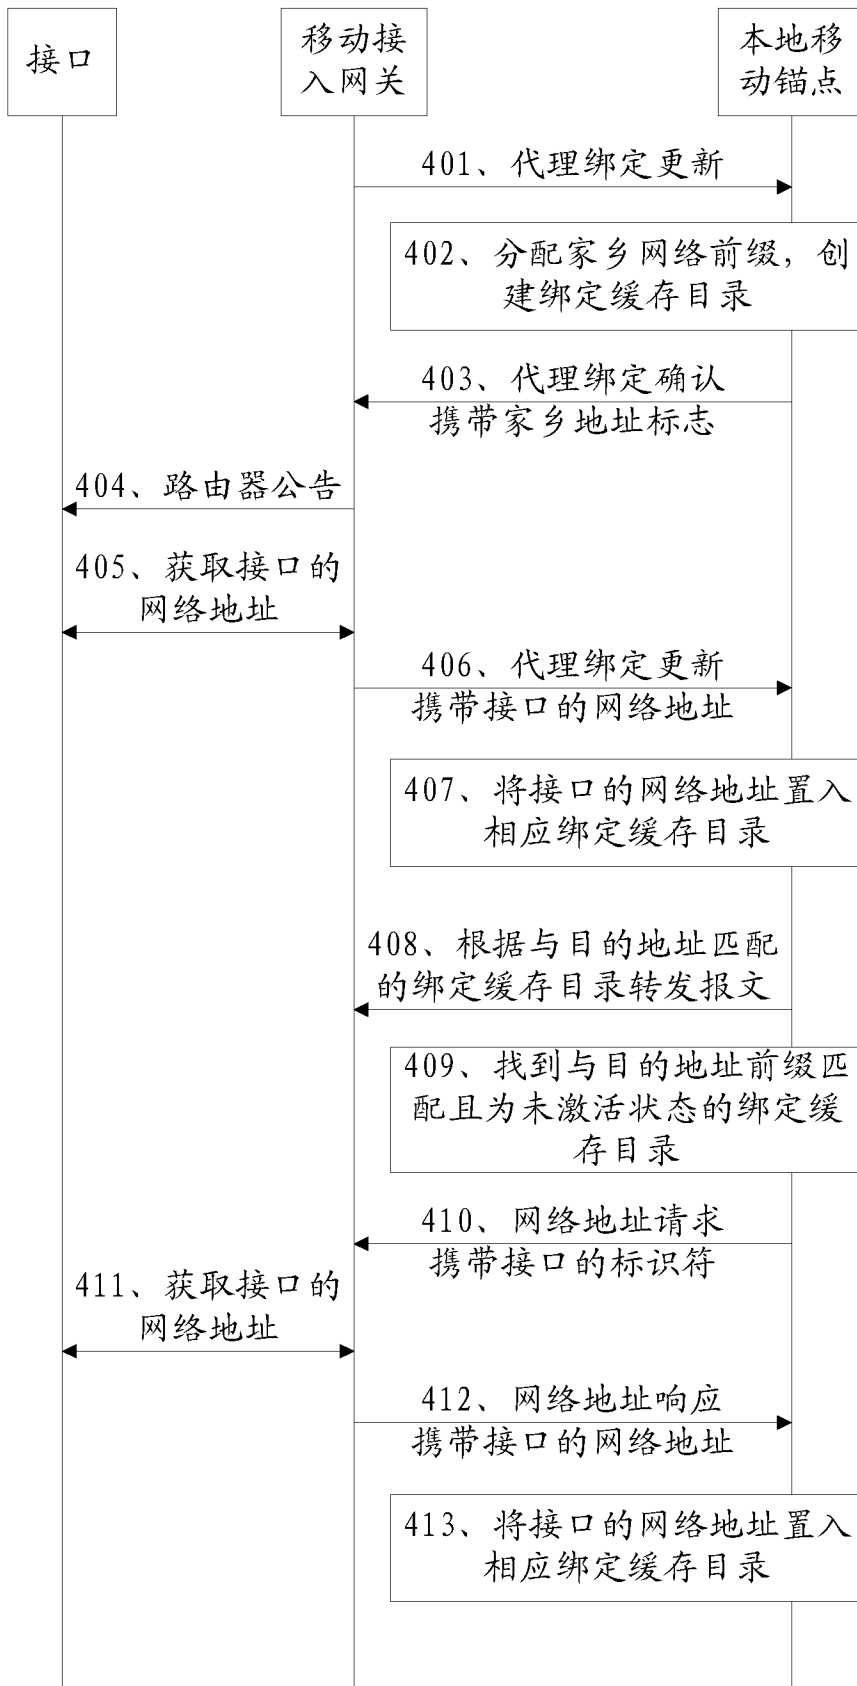 接口
移动接
入网关
本地移
动锚点
401、代理绑定更新
402、分配家乡网络前缀，创
建绑定缓存目录
403、代理绑定确认
携带家乡地址标志
404、路由器公告
405、获取接口的
网络地址
406、代理绑定更新
携带接口的网络地址
407、将接口的网络地址置入
相应绑定缓存目录
408、根据与目的地址匹配
的绑定缓存目录转发报文
409、找到与目的地址前缀匹
配且为未激活状态的绑定缓
存目录
410、网络地址请求
携带接口的标识符
411、获取接口的
网络地址
412、网络地址响应
携带接口的网络地址
413、将接口的网络地址置入
相应绑定缓存目录